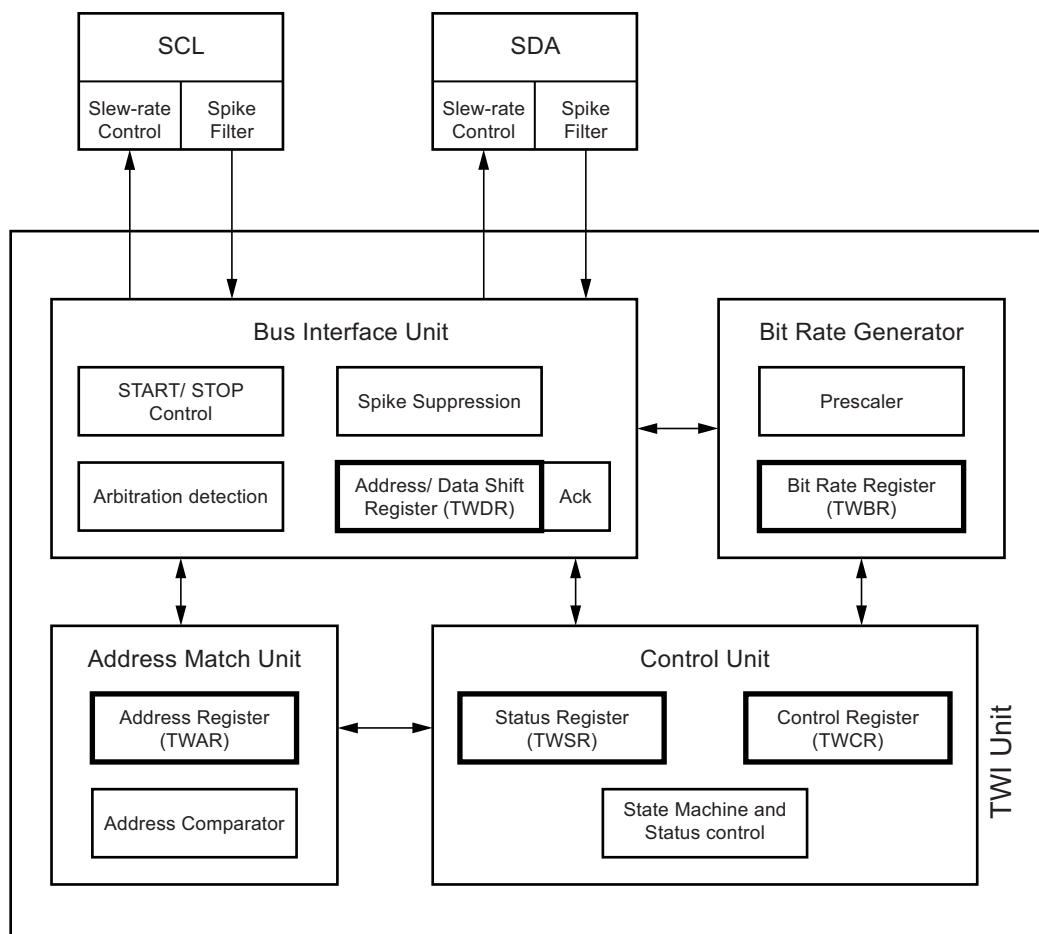 SCL
Slew-rate
Control
Spike
Filter
SDA
Slew-rate
Control
Spike
Filter
Bus Interface Unit
START/ STOP
Control
Spike Suppression
Arbitration detection
Address/ Data Shift
Register (TWDR)
Ack
Bit Rate Generator
Prescaler
Bit Rate Register
(TWBR)
Address Match Unit
Address Register
(TWAR)
Address Comparator
Control Unit
Status Register
(TWSR)
Control Register
(TWCR)
State Machine and
Status control
TWI Unit